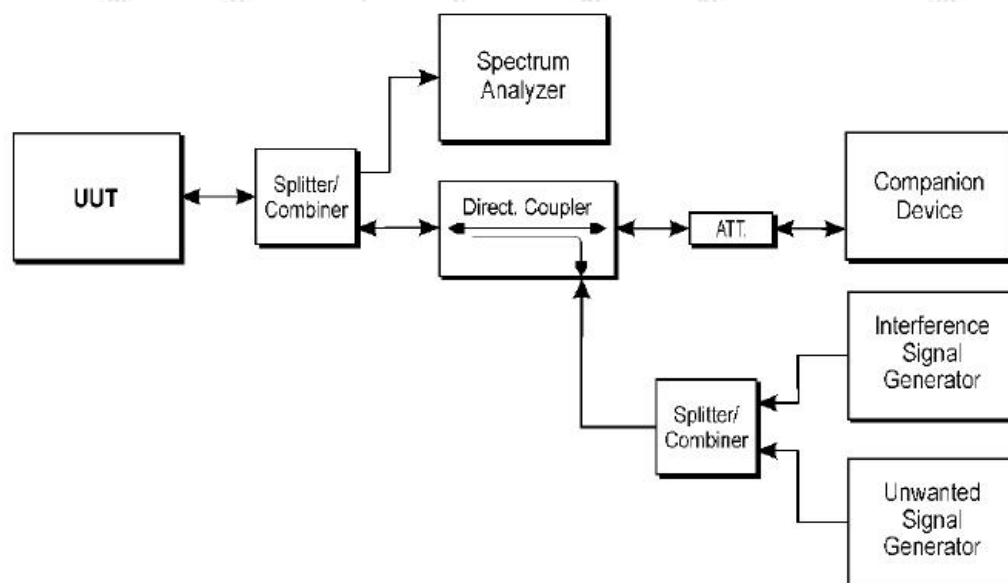 Spectrum
Analyzer
UUT
Splitter/
Combiner
Direct. Coupler
ATT.
Companion
Device
Interference
Signal
Generator
Splitter/
Combiner
Unwanted
Signal
Generator